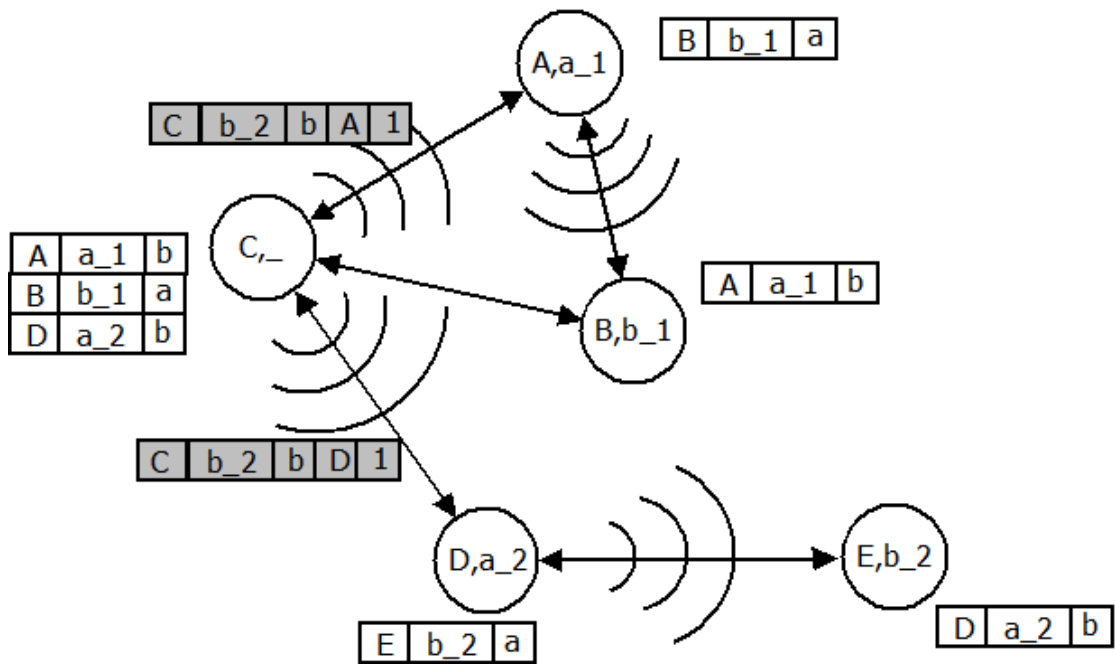 A,a_1
B b_1 a
C b_2 b A 1
C,_
A a_1 b
B b_1 a
D a_2 b
A a_1 b
B,b_1
C b_2 b D 1
D,a_2
E,b_2
E b_2 a
D a_2 b